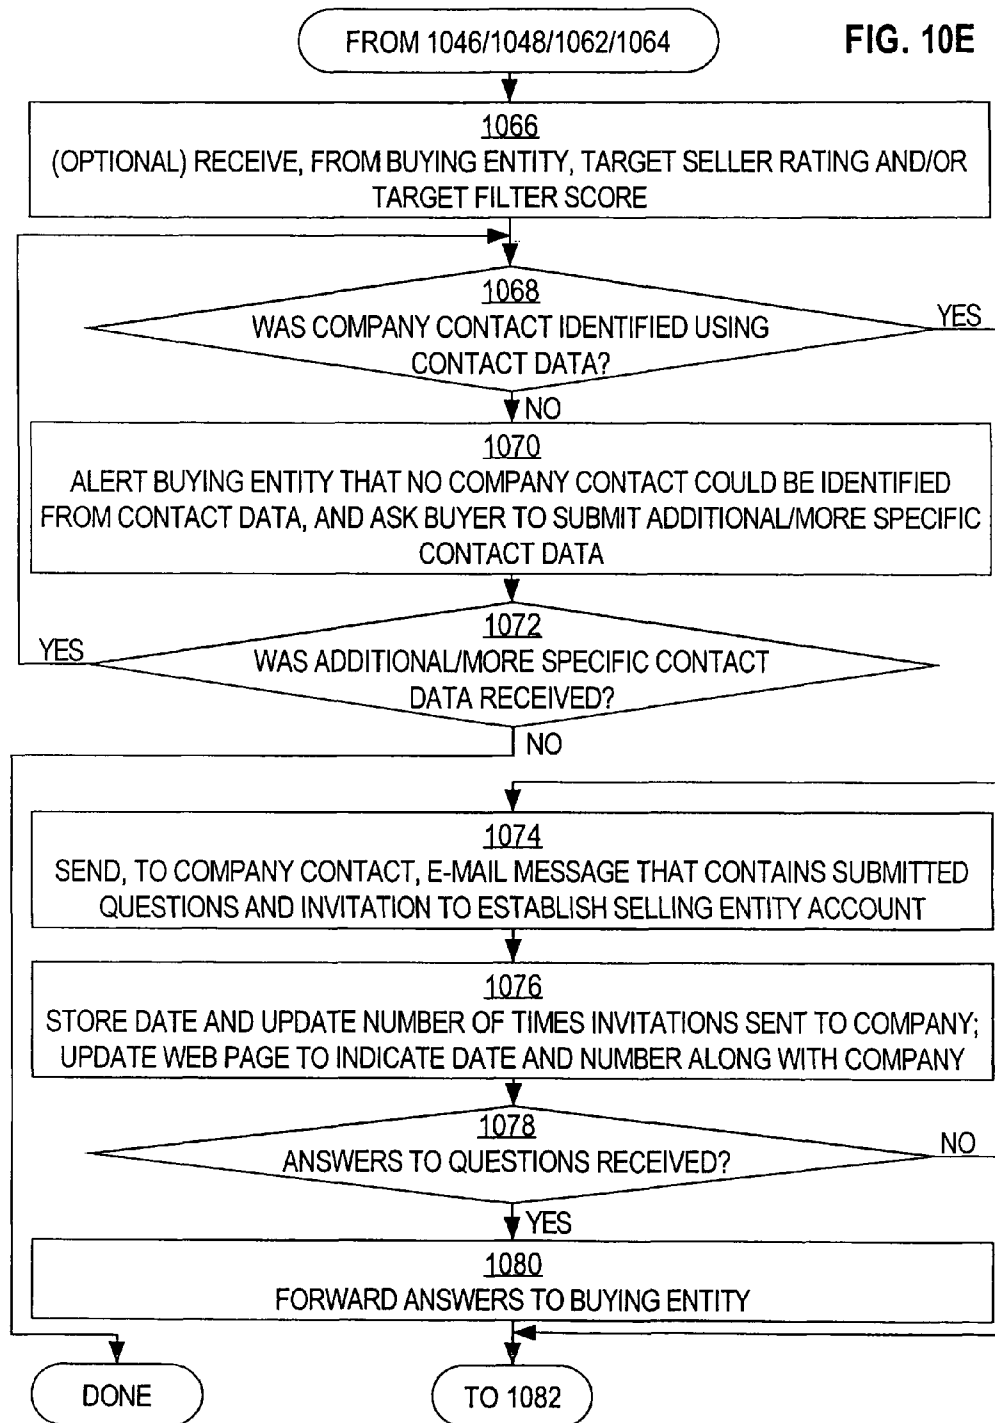 FROM 1046/1048/1062/1064
FIG. 10E
1066
(OPTIONAL) RECEIVE, FROM BUYING ENTITY, TARGET SELLER RATING AND/OR
TARGET FILTER SCORE
1068
WAS COMPANY CONTACT IDENTIFIED USING
CONTACT DATA?
YES
NO
1070
ALERT BUYING ENTITY THAT NO COMPANY CONTACT COULD BE IDENTIFIED
FROM CONTACT DATA, AND ASK BUYER TO SUBMIT ADDITIONAL/MORE SPECIFIC
CONTACT DATA
YES
1072
WAS ADDITIONAL/MORE SPECIFIC CONTACT
DATA RECEIVED?
NO
1074
SEND, TO COMPANY CONTACT, E-MAIL MESSAGE THAT CONTAINS SUBMITTED
QUESTIONS AND INVITATION TO ESTABLISH SELLING ENTITY ACCOUNT
1076
STORE DATE AND UPDATE NUMBER OF TIMES INVITATIONS SENT TO COMPANY;
UPDATE WEB PAGE TO INDICATE DATE AND NUMBER ALONG WITH COMPANY
1078
ANSWERS TO QUESTIONS RECEIVED?
NO
YES
1080
FORWARD ANSWERS TO BUYING ENTITY
DONE
TO 1082